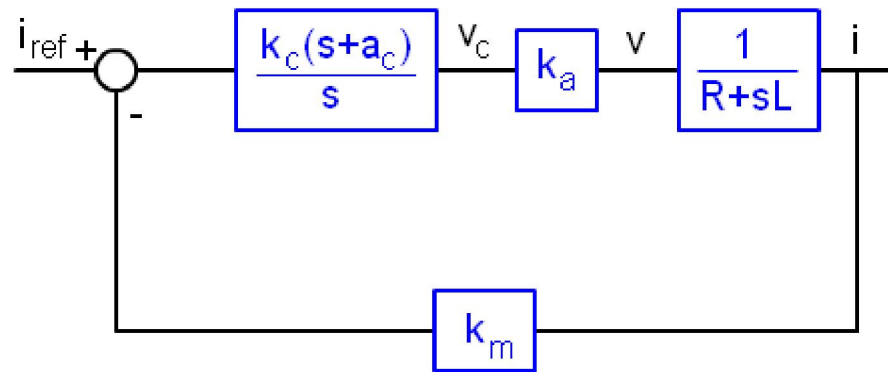 i_ref + k_c(s+a_c) v_c v 1 i
s k_a R+sL
-
k_m